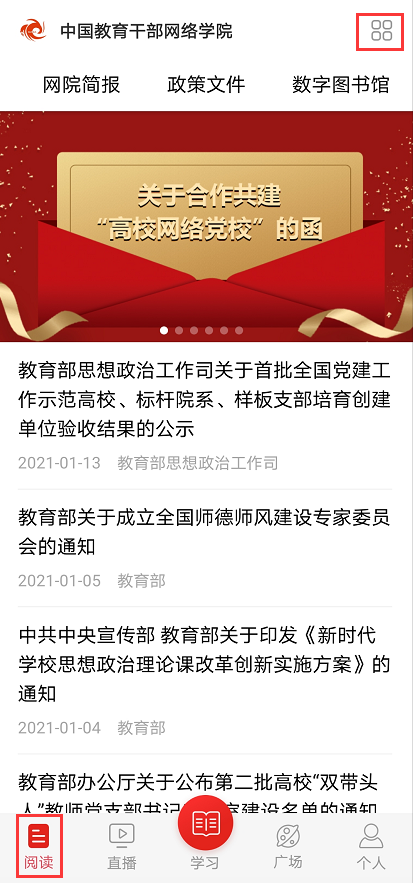 中国教育干部网络学院
网院简报 政策文件 数字图书馆
关于合作共建
“高校网络党校”的函
教育部思想政治工作司关于首批全国党建工
作示范高校、标杆院系、样板支部培育创建
单位验收结果的公示
2021-01-13 教育部思想政治工作司
教育部关于成立全国师德师风建设专家委员
会的通知
2021-01-05 教育部
中共中央宣传部 教育部关于印发《新时代
学校思想政治理论课改革创新实施方案》的
通知
2021-01-04 教育部
教育部办公厅关于公布第二批高校“双带头
人”教师党支部书记 室建设名单的通知
阅读 直播 学习 广场 个人